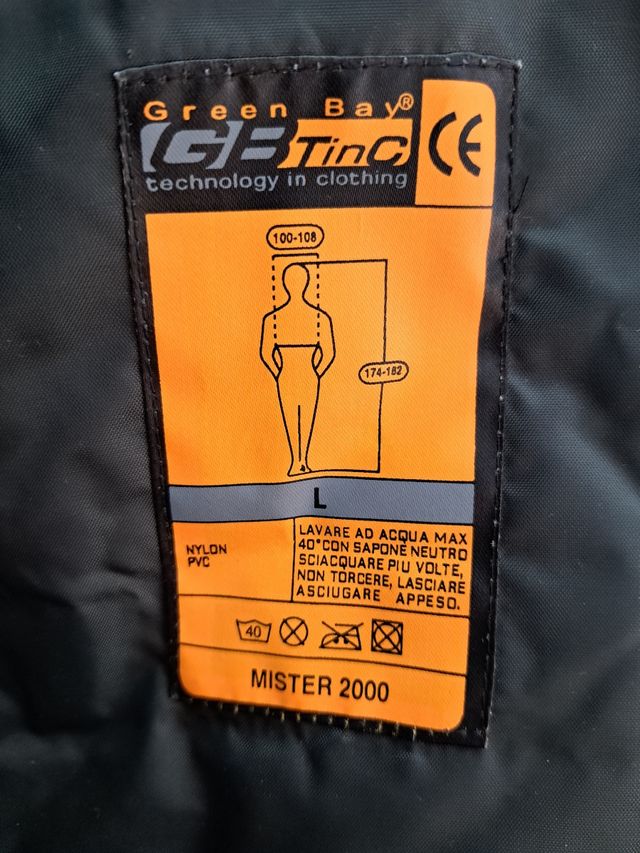 Green Bay®
GB TinC
CE
technology in clothing
100-108
174-182
L
NYLON
PVC
LAVARE AD ACQUA MAX
40°CON SAPONE NEUTRO
SCIACQUARE PIU VOLTE,
NON TORCERE, LASCIARE
ASCIUGARE APPESO.
40
MISTER 2000